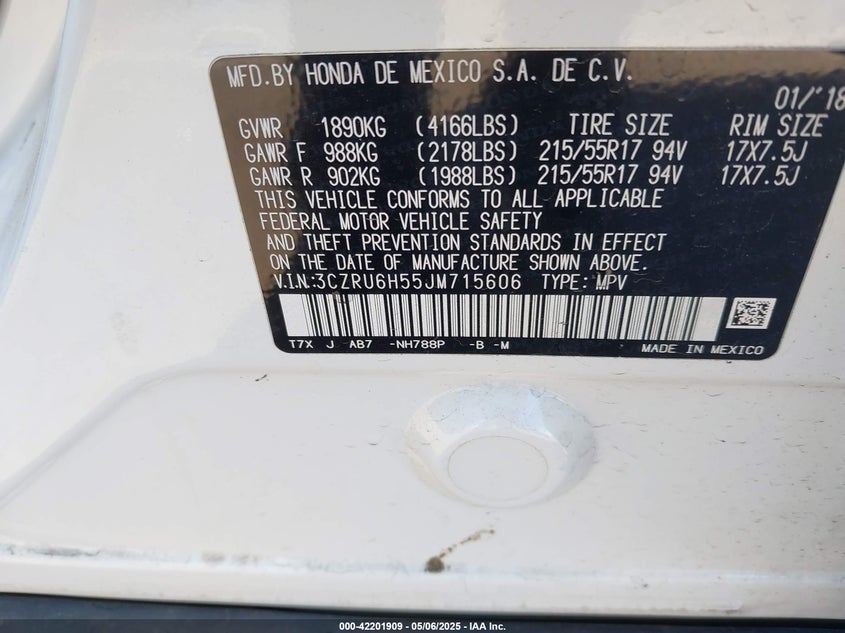 MFD.BY HONDA DE MEXICO S.A. DE C.V.
01/'18
GVWR 1890KG (4166LBS) TIRE SIZE RIM SIZE
GAWR F 988KG (2178LBS) 215/55R17 94V 17X7.5J
GAWR R 902KG (1988LBS) 215/55R17 94V 17X7.5J
THIS VEHICLE CONFORMS TO ALL APPLICABLE
FEDERAL MOTOR VEHICLE SAFETY
AND THEFT PREVENTION STANDARDS IN EFFECT
ON THE DATE OF MANUFACTURE SHOWN ABOVE.
V.I.N:3CZRU6H55JM715606 TYPE: MPV
T7X J AB7 -NH788P -B -M
MADE IN MEXICO
000-42201909 — 05/06/2025 — IAA Inc.